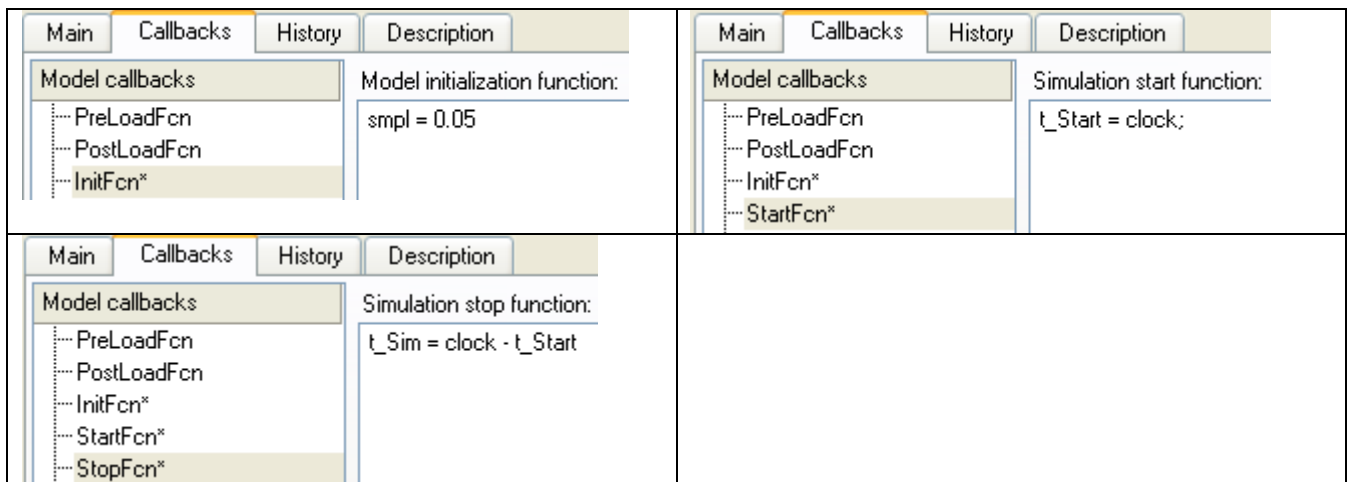 Main Callbacks History Description
Model callbacks
PreLoadFcn
PostLoadFcn
InitFcn*
Model initialization function:
smpl = 0.05
Main Callbacks History Description
Model callbacks
PreLoadFcn
PostLoadFcn
InitFcn*
StartFcn*
Simulation start function:
t_Start = clock;
Main Callbacks History Description
Model callbacks
PreLoadFcn
PostLoadFcn
InitFcn*
StartFcn*
StopFcn*
Simulation stop function:
t_Sim = clock - t_Start